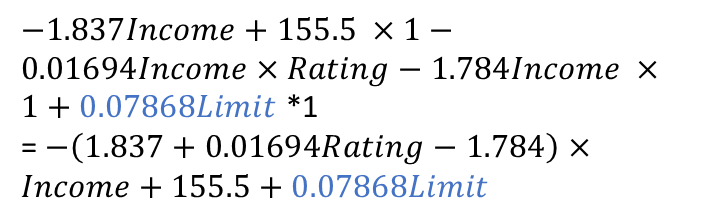 −1.837Income + 155.5 × 1 −
0.01694Income × Rating − 1.784Income ×
1 + 0.07868Limit *1
= −(1.837 + 0.01694Rating − 1.784) ×
Income + 155.5 + 0.07868Limit